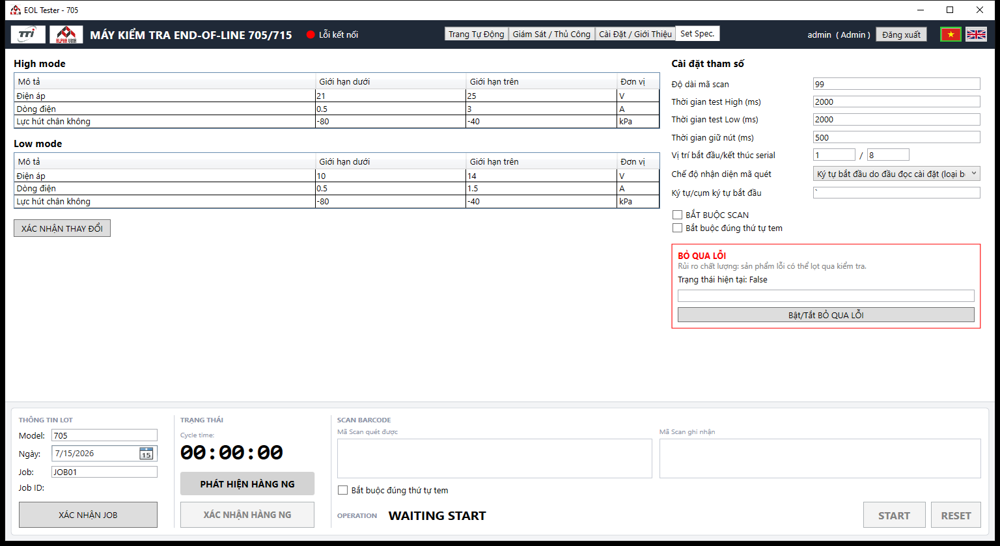 EOL Tester - 705
TTi
ALPHA VINA
MÁY KIỂM TRA END-OF-LINE 705/715
Lỗi kết nối
Trang Tự Động
Giám Sát / Thủ Công
Cài Đặt / Giới Thiệu
Set Spec.
admin ( Admin )
Đăng xuất
High mode
Mô tả Giới hạn dưới Giới hạn trên Đơn vị
Điện áp 21 25 V
Dòng điện 0.5 3 A
Lực hút chân không -80 -40 kPa
Low mode
Mô tả Giới hạn dưới Giới hạn trên Đơn vị
Điện áp 10 14 V
Dòng điện 0.5 1.5 A
Lực hút chân không -80 -40 kPa
XÁC NHẬN THAY ĐỔI
Cài đặt tham số
Độ dài mã scan 99
Thời gian test High (ms) 2000
Thời gian test Low (ms) 2000
Thời gian giữ nút (ms) 500
Vị trí bắt đầu/kết thúc serial 1 / 8
Chế độ nhận diện mã quét Ký tự bắt đầu do đầu đọc cài đặt (loại b
Ký tự/cụm ký tự bắt đầu `
BẮT BUỘC SCAN
Bắt buộc đúng thứ tự tem
BỎ QUA LỖI
Rủi ro chất lượng: sản phẩm lỗi có thể lọt qua kiểm tra.
Trạng thái hiện tại: False
Bật/Tắt BỎ QUA LỖI
THÔNG TIN LOT
Model: 705
Ngày: 7/15/2026 15
Job: JOB01
Job ID:
XÁC NHẬN JOB
TRẠNG THÁI
Cycle time:
00:00:00
PHÁT HIỆN HÀNG NG
XÁC NHẬN HÀNG NG
SCAN BARCODE
Mã Scan quét được
Mã Scan ghi nhận
Bắt buộc đúng thứ tự tem
OPERATION WAITING START
START
RESET